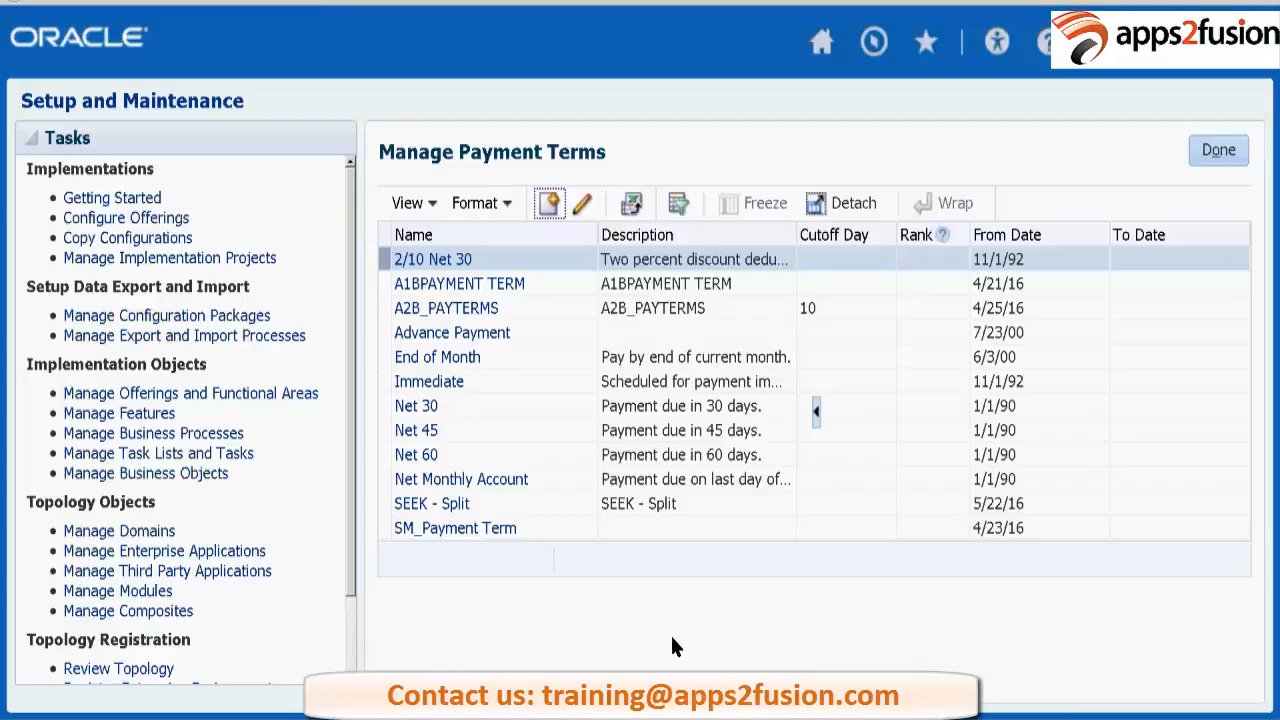 ORACLE
apps2fusion
Setup and Maintenance
Tasks
Implementations
Getting Started
Configure Offerings
Copy Configurations
Manage Implementation Projects
Setup Data Export and Import
Manage Configuration Packages
Manage Export and Import Processes
Implementation Objects
Manage Offerings and Functional Areas
Manage Features
Manage Business Processes
Manage Task Lists and Tasks
Manage Business Objects
Topology Objects
Manage Domains
Manage Enterprise Applications
Manage Third Party Applications
Manage Modules
Manage Composites
Topology Registration
Review Topology
Manage Payment Terms
Done
View Format Freeze Detach Wrap
Name Description Cutoff Day Rank ? From Date To Date
2/10 Net 30 Two percent discount dedu... 11/1/92
A1BPAYMENT TERM A1BPAYMENT TERM 4/21/16
A2B_PAYTERMS A2B_PAYTERMS 10 4/25/16
Advance Payment 7/23/00
End of Month Pay by end of current month. 6/3/00
Immediate Scheduled for payment im... 11/1/92
Net 30 Payment due in 30 days. 1/1/90
Net 45 Payment due in 45 days. 1/1/90
Net 60 Payment due in 60 days. 1/1/90
Net Monthly Account Payment due on last day of... 1/1/90
SEEK - Split SEEK - Split 5/22/16
SM_Payment Term 4/23/16
Contact us: training@apps2fusion.com